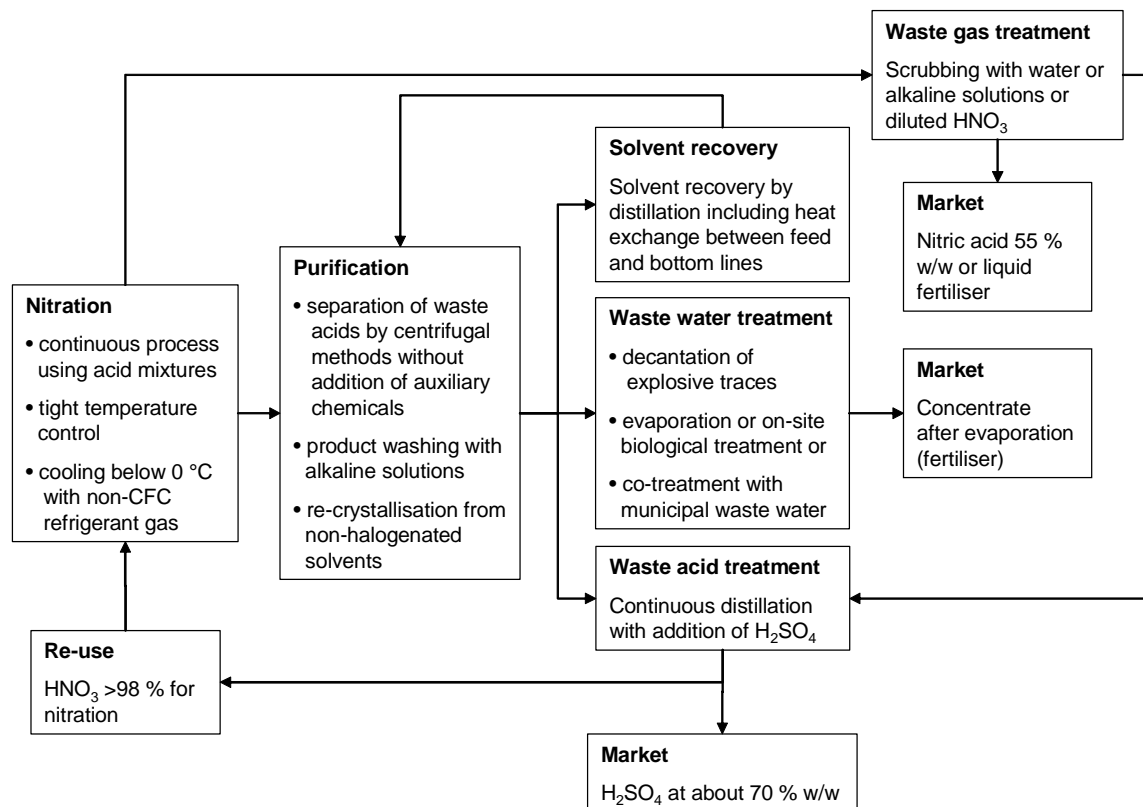 Waste gas treatment
Scrubbing with water or
alkaline solutions or
diluted HNO₃
Solvent recovery
Solvent recovery by
distillation including heat
exchange between feed
and bottom lines
Market
Nitric acid 55 %
w/w or liquid
fertiliser
Purification
• separation of waste
acids by centrifugal
methods without
addition of auxiliary
chemicals
• product washing with
alkaline solutions
• re-crystallisation from
non-halogenated
solvents
Nitration
• continuous process
using acid mixtures
• tight temperature
control
• cooling below 0 °C
with non-CFC
refrigerant gas
Waste water treatment
• decantation of
explosive traces
• evaporation or on-site
biological treatment or
• co-treatment with
municipal waste water
Market
Concentrate
after evaporation
(fertiliser)
Waste acid treatment
Continuous distillation
with addition of H₂SO₄
Re-use
HNO₃ >98 % for
nitration
Market
H₂SO₄ at about 70 % w/w